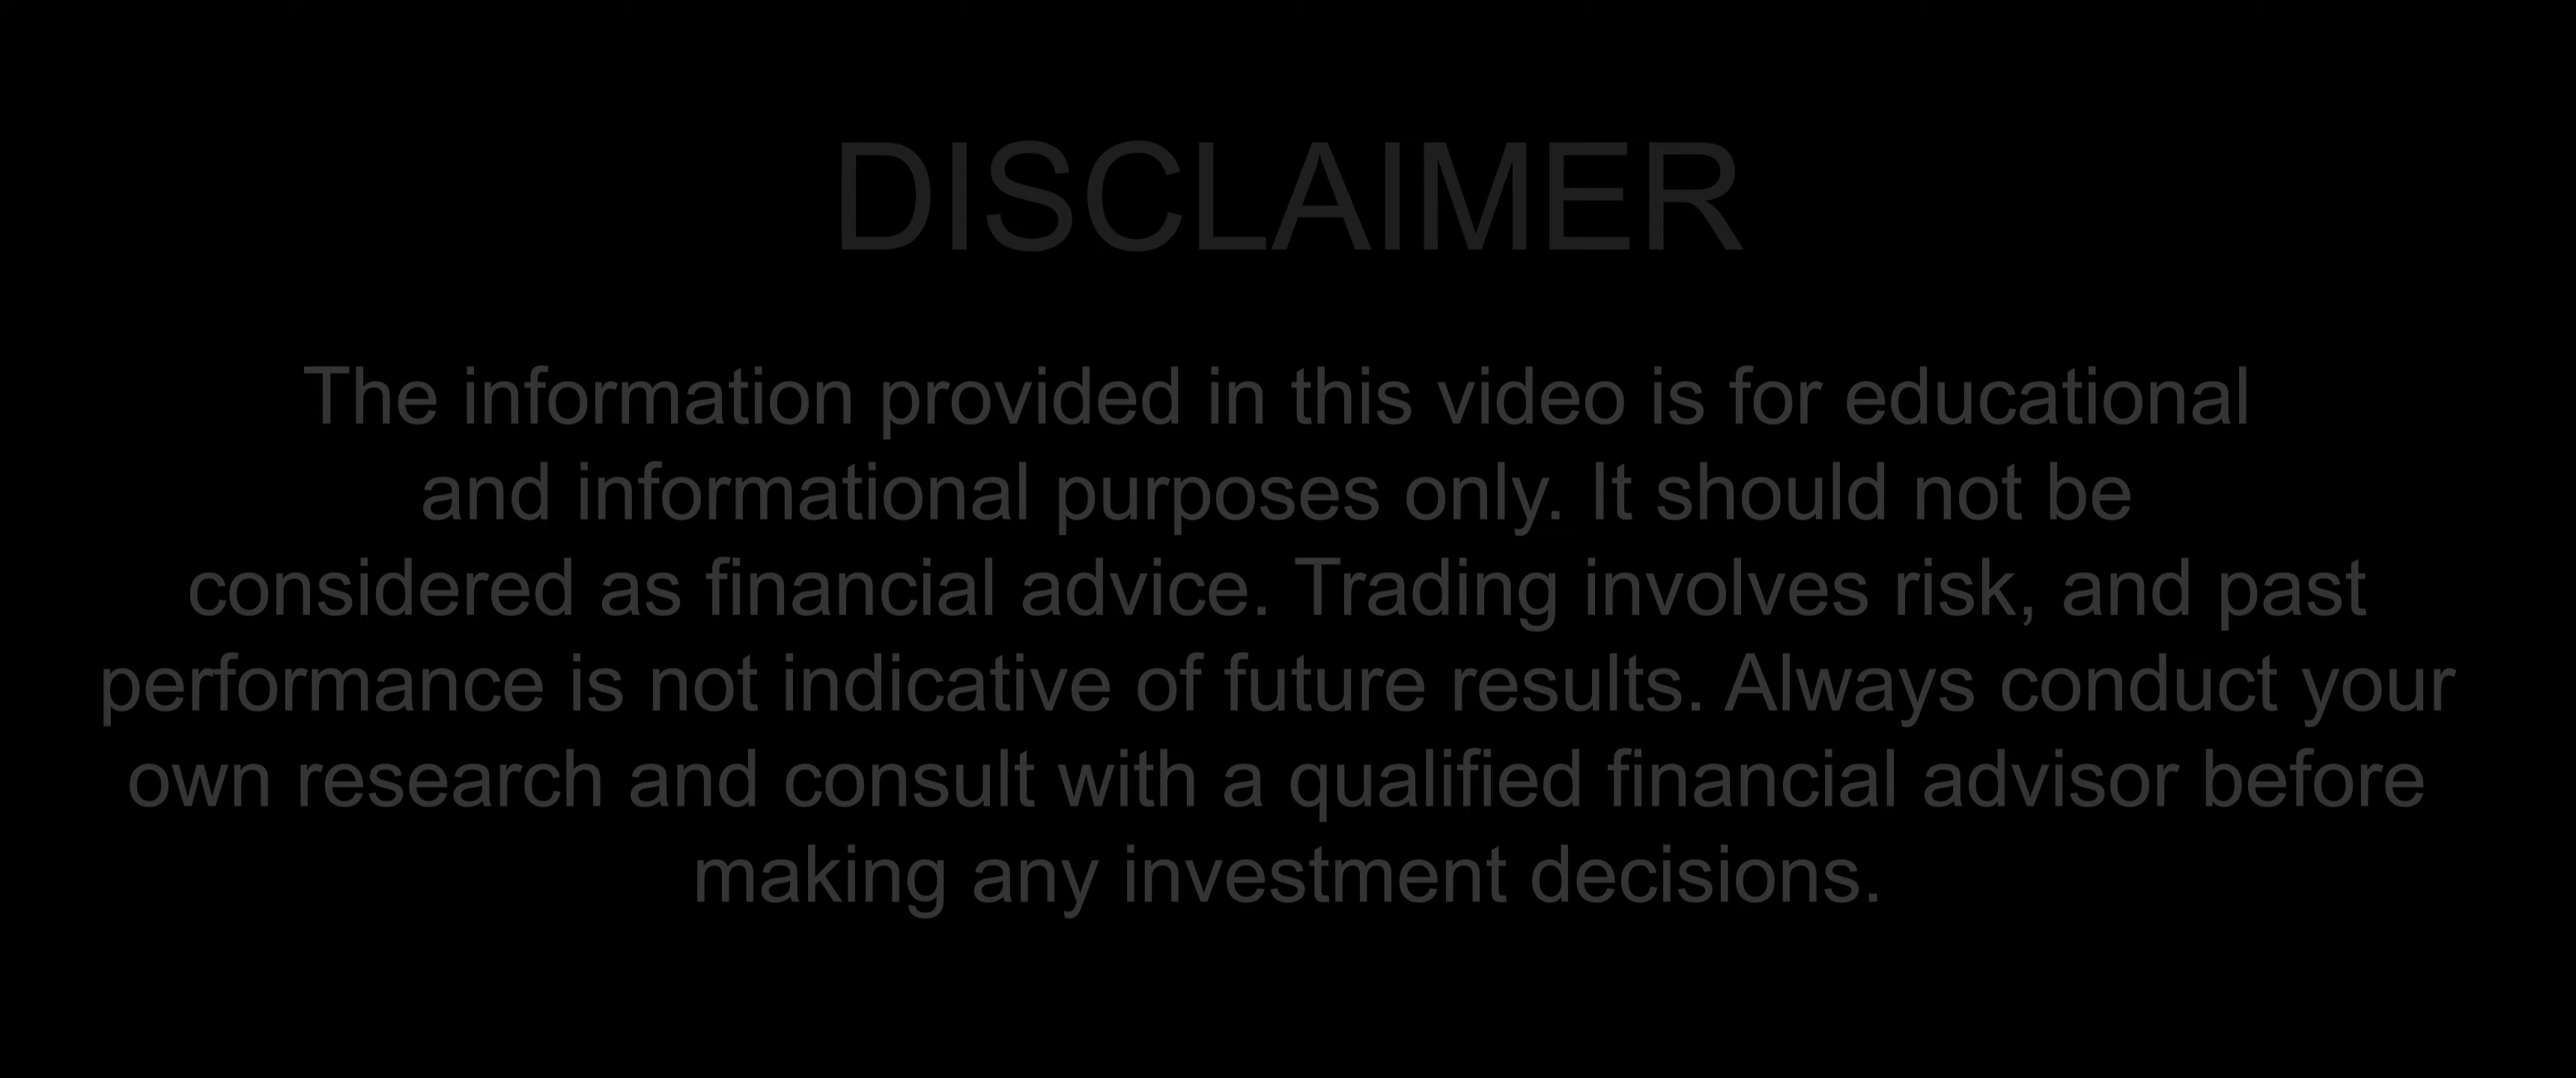 DISCLAIMER
The information provided in this video is for educational
and informational purposes only. It should not be
considered as financial advice. Trading involves risk, and past
performance is not indicative of future results. Always conduct your
own research and consult with a qualified financial advisor before
making any investment decisions.